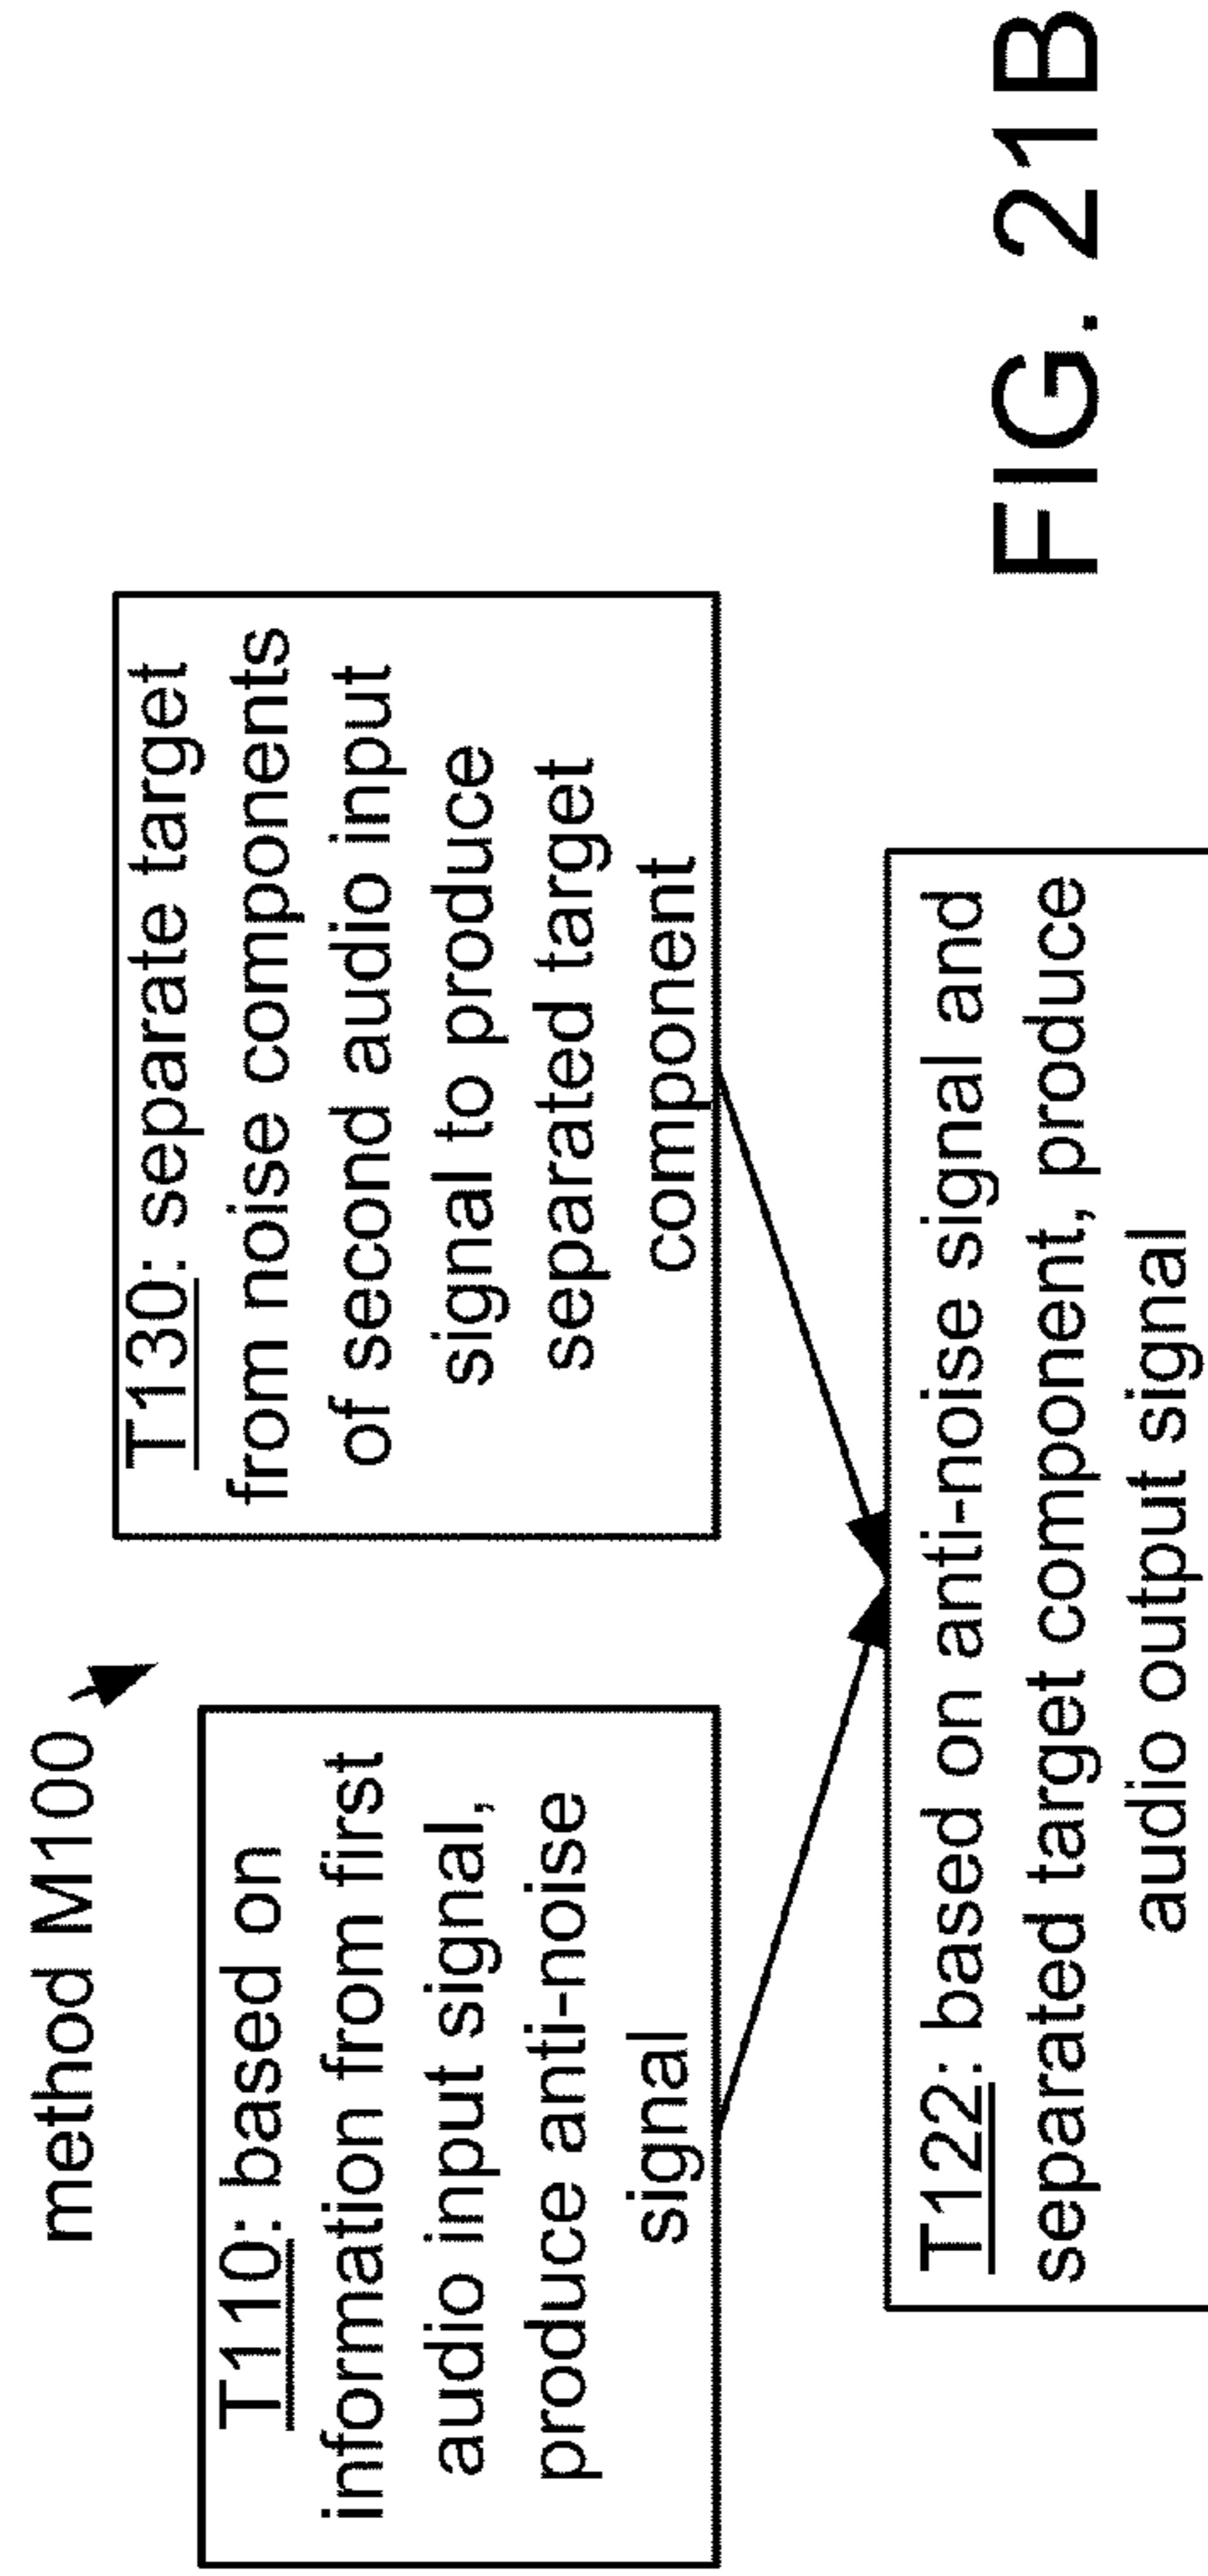 method M100
T110: based on
information from first
audio input signal,
produce anti-noise
signal
T130: separate target
from noise components
of second audio input
signal to produce
separated target
component
T122: based on anti-noise signal and
separated target component, produce
audio output signal
FIG. 21B